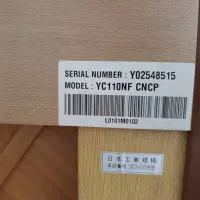 SERIAL NUMBER : Y02548515
MODEL : YC110NF CNCP
L0101M0102
日本工業規格